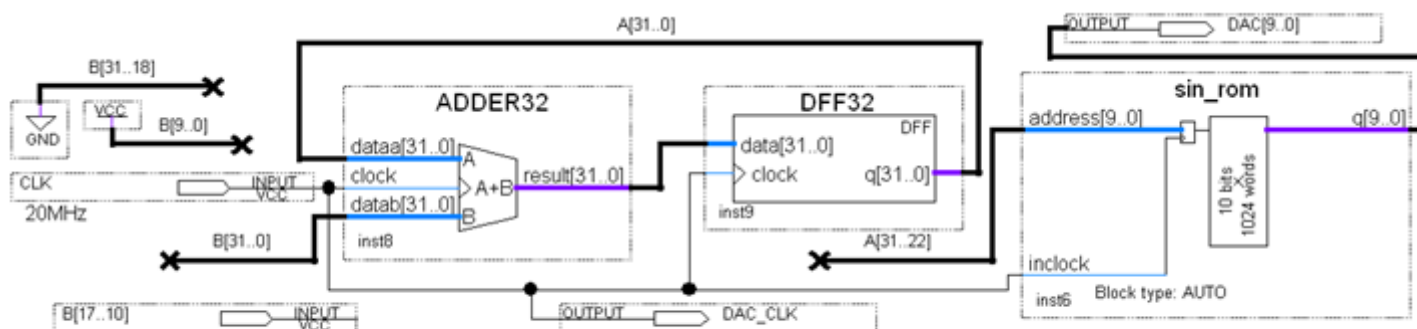 A[31..0]
OUTPUT DAC[9..0]
B[31..18]
ADDER32
DFF32
sin_rom
VCC
GND
B[9..0]
dataa[31..0] A
clock
A+B
result[31..0]
datab[31..0] B
inst8
DFF
data[31..0]
clock
q[31..0]
inst9
address[9..0]
q[9..0]
10 bits
×
1024 words
CLK
INPUT
VCC
20MHz
B[31..0]
A[31..22]
inclock
inst6
Block type: AUTO
B[17..10]
INPUT
VCC
OUTPUT
DAC_CLK